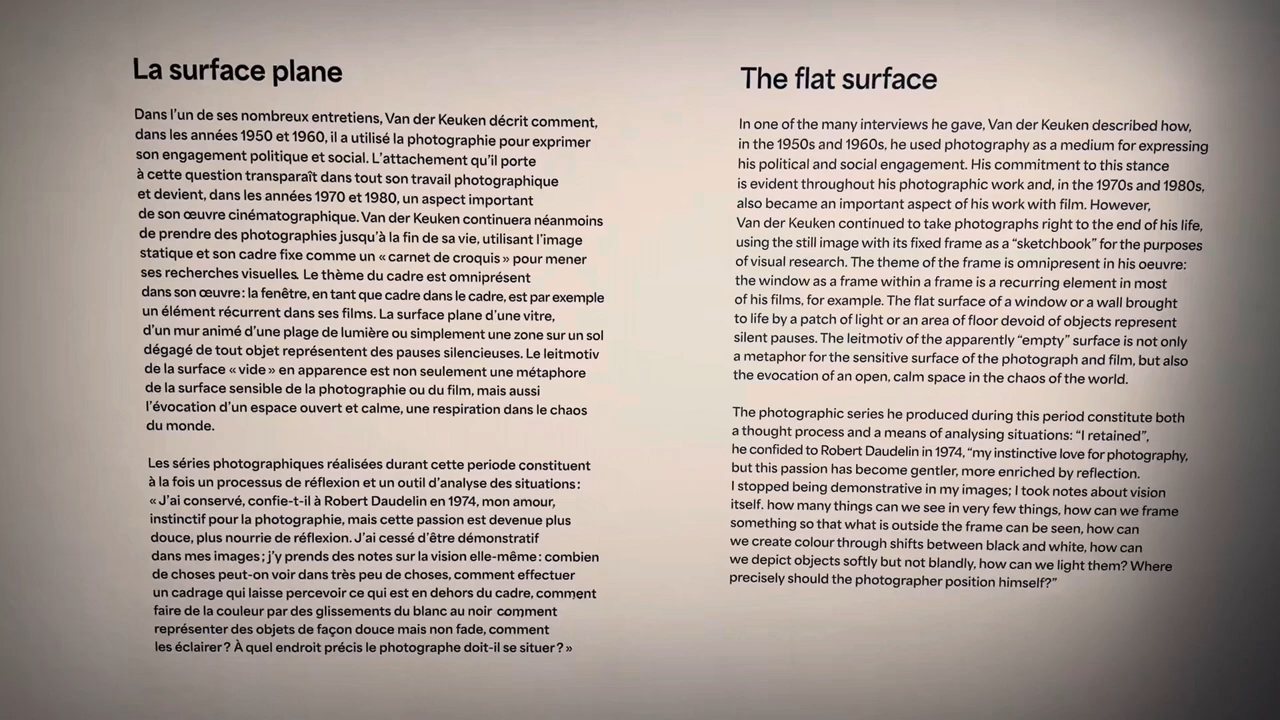 La surface plane
Dans l'un de ses nombreux entretiens, Van der Keuken décrit comment,
dans les années 1950 et 1960, il a utilisé la photographie pour exprimer
son engagement politique et social. L'attachement qu'il porte
à cette question transparaît dans tout son travail photographique
et devient, dans les années 1970 et 1980, un aspect important
de son œuvre cinématographique. Van der Keuken continuera néanmoins
de prendre des photographies jusqu'à la fin de sa vie, utilisant l'image
statique et son cadre fixe comme un « carnet de croquis » pour mener
ses recherches visuelles. Le thème du cadre est omniprésent
dans son œuvre : la fenêtre, en tant que cadre dans le cadre, est par exemple
un élément récurrent dans ses films. La surface plane d'une vitre,
d'un mur animé d'une plage de lumière ou simplement une zone sur un sol
dégagé de tout objet représentent des pauses silencieuses. Le leitmotiv
de la surface « vide » en apparence est non seulement une métaphore
de la surface sensible de la photographie ou du film, mais aussi
l'évocation d'un espace ouvert et calme, une respiration dans le chaos
du monde.
Les séries photographiques réalisées durant cette periode constituent
à la fois un processus de réflexion et un outil d'analyse des situations :
« J'ai conservé, confie-t-il à Robert Daudelin en 1974, mon amour,
instinctif pour la photographie, mais cette passion est devenue plus
douce, plus nourrie de réflexion. J'ai cessé d'être démonstratif
dans mes images ; j'y prends des notes sur la vision elle-même : combien
de choses peut-on voir dans très peu de choses, comment effectuer
un cadrage qui laisse percevoir ce qui est en dehors du cadre, comment
faire de la couleur par des glissements du blanc au noir comment
représenter des objets de façon douce mais non fade, comment
les éclairer ? À quel endroit précis le photographe doit-il se situer ? »
The flat surface
In one of the many interviews he gave, Van der Keuken described how,
in the 1950s and 1960s, he used photography as a medium for expressing
his political and social engagement. His commitment to this stance
is evident throughout his photographic work and, in the 1970s and 1980s,
also became an important aspect of his work with film. However,
Van der Keuken continued to take photographs right to the end of his life,
using the still image with its fixed frame as a “sketchbook” for the purposes
of visual research. The theme of the frame is omnipresent in his oeuvre:
the window as a frame within a frame is a recurring element in most
of his films, for example. The flat surface of a window or a wall brought
to life by a patch of light or an area of floor devoid of objects represent
silent pauses. The leitmotiv of the apparently “empty” surface is not only
a metaphor for the sensitive surface of the photograph and film, but also
the evocation of an open, calm space in the chaos of the world.
The photographic series he produced during this period constitute both
a thought process and a means of analysing situations: “I retained”,
he confided to Robert Daudelin in 1974, “my instinctive love for photography,
but this passion has become gentler, more enriched by reflection.
I stopped being demonstrative in my images; I took notes about vision
itself. how many things can we see in very few things, how can we frame
something so that what is outside the frame can be seen, how can
we create colour through shifts between black and white, how can
we depict objects softly but not blandly, how can we light them? Where
precisely should the photographer position himself?”